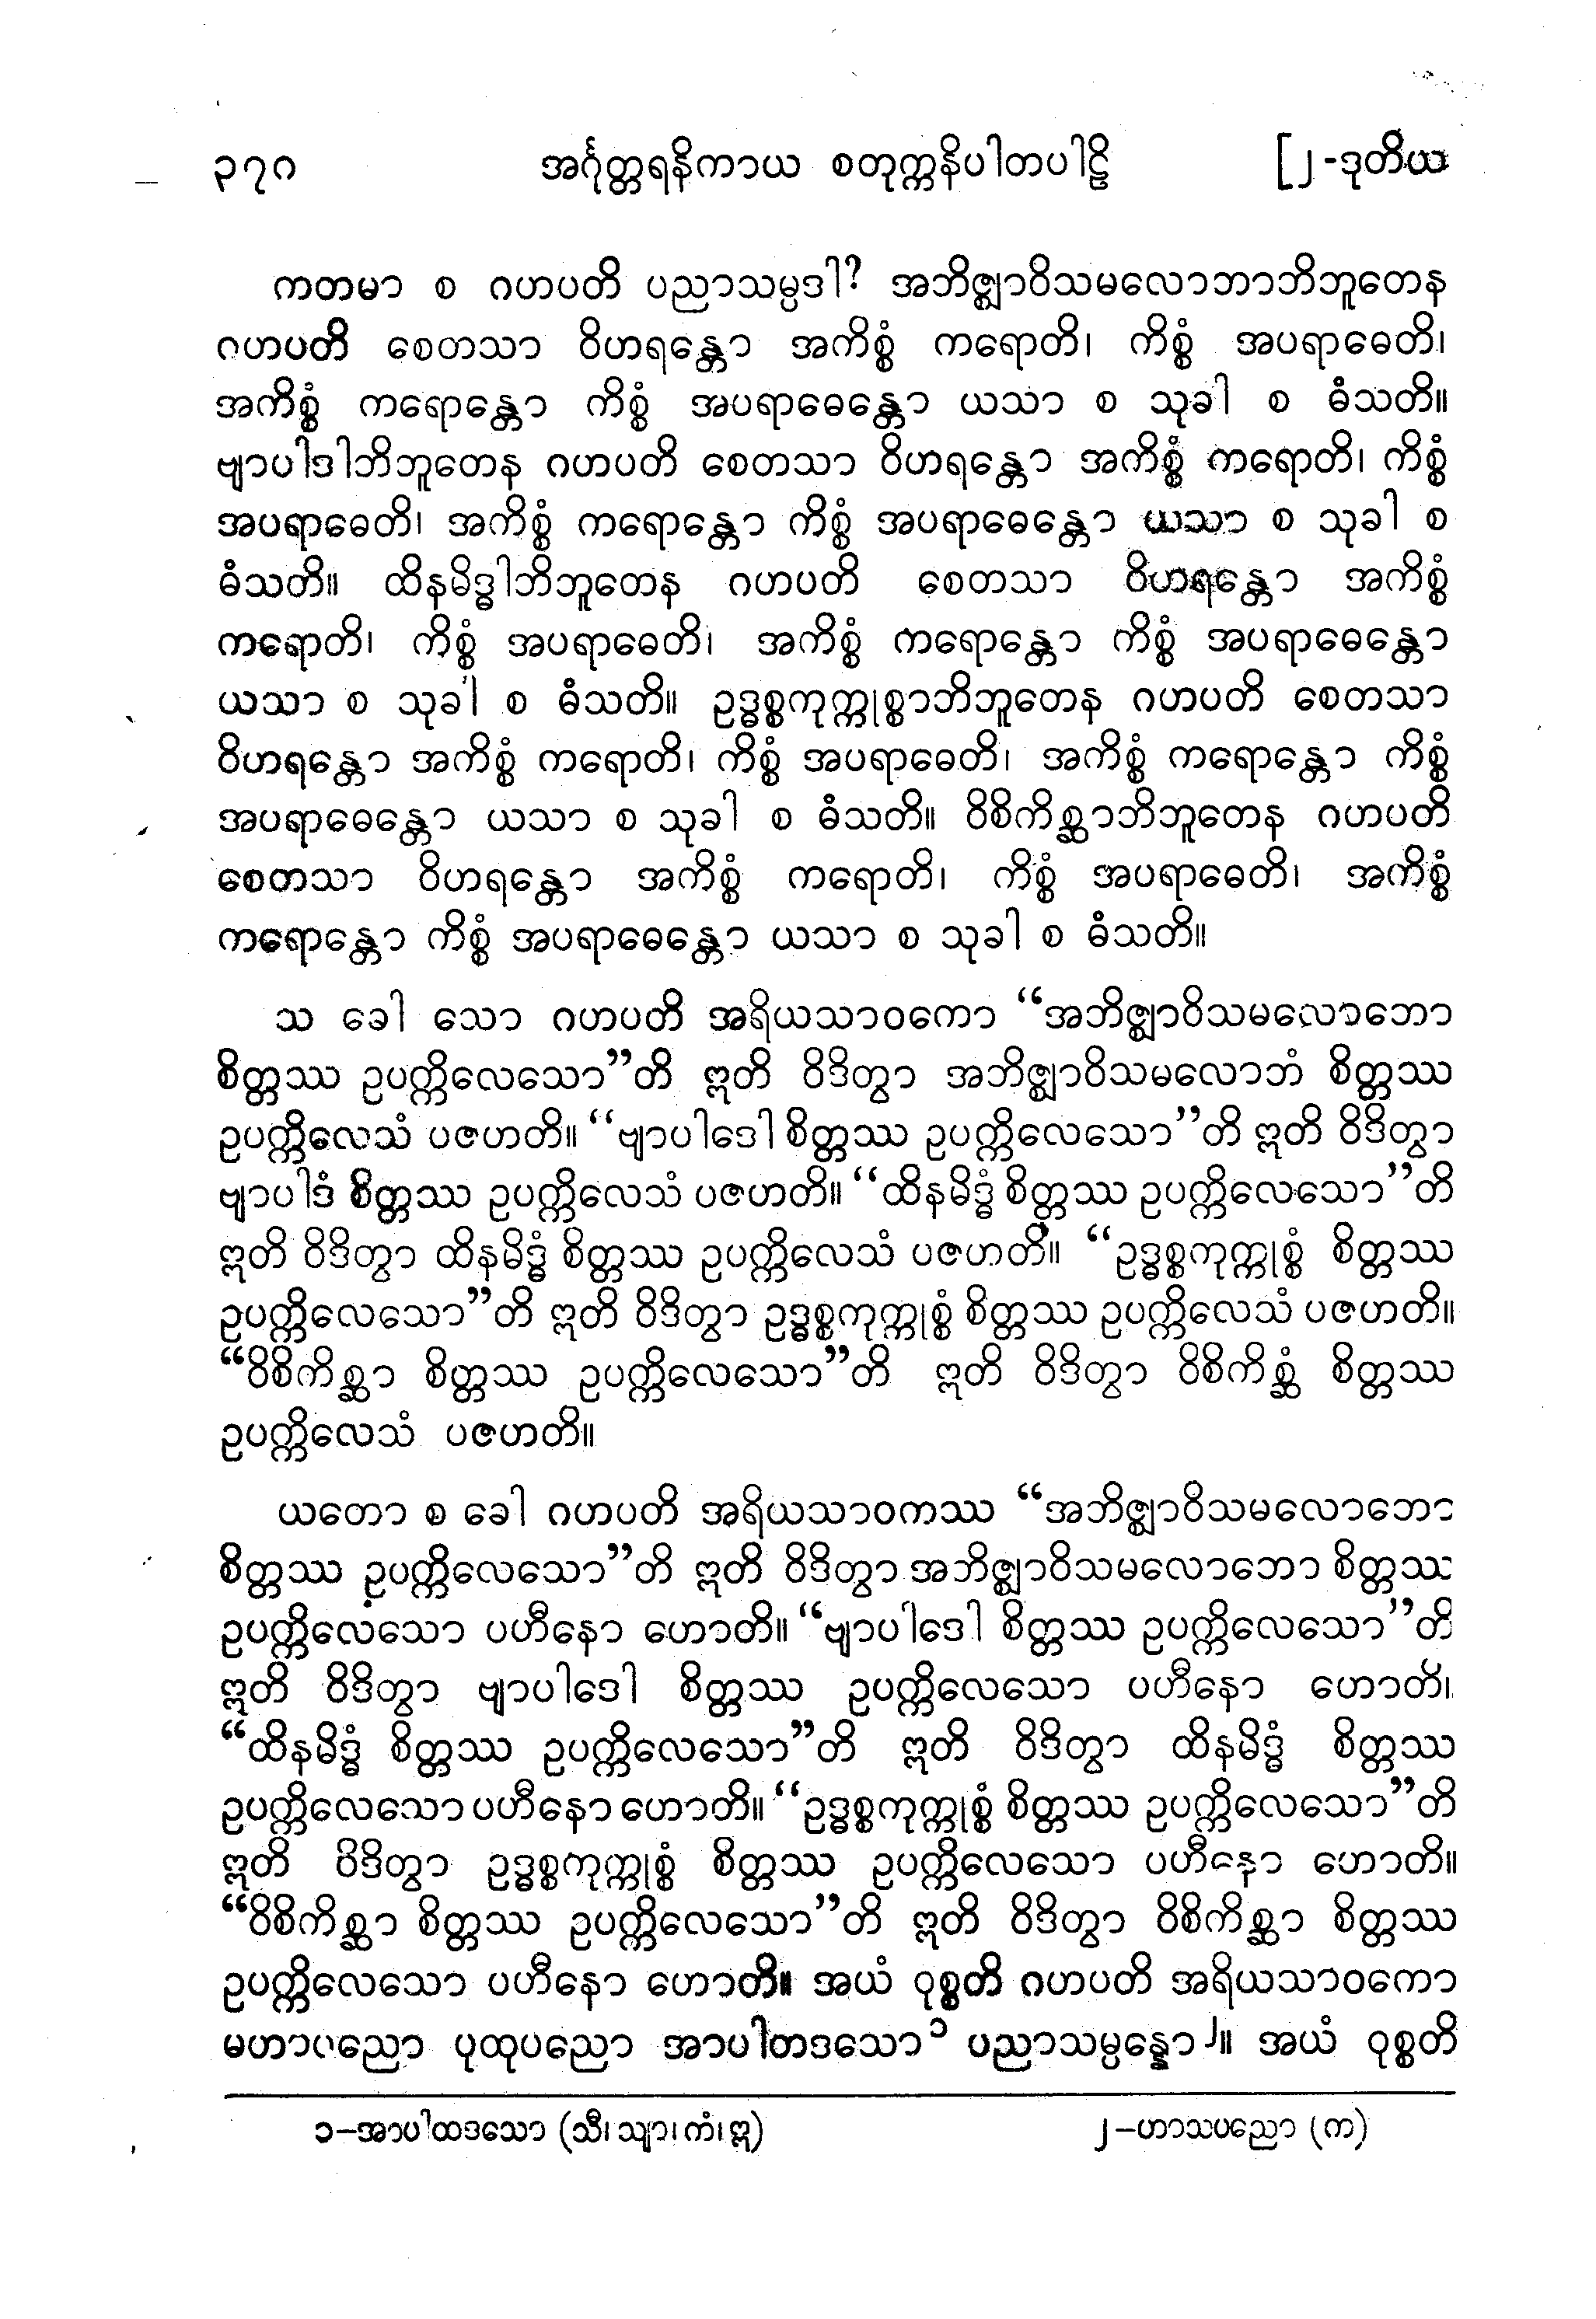 ၃၇၀ အင်္ဂုတ္တရနိကာယ စတုက္ကနိပါတပါဠိ [၂-ဒုတိယ
ကတမာ စ ဂဟပတိ ပညာသမ္ပဒါ? အဘိဇ္ဈာဝိသမလောဘာဘိဘူတေန
ဂဟပတိ စေတသာ ဝိဟရန္တော အကိစ္စံ ကရောတိ၊ ကိစ္စံ အပရာဓေတိ၊
အကိစ္စံ ကရောန္တော ကိစ္စံ အပရာဓေန္တော ယသာ စ သုခါ စ ဓံသတိ။
ဗျာပါဒါဘိဘူတေန ဂဟပတိ စေတသာ ဝိဟရန္တော အကိစ္စံ ကရောတိ၊ ကိစ္စံ
အပရာဓေတိ၊ အကိစ္စံ ကရောန္တော ကိစ္စံ အပရာဓေန္တော ယသာ စ သုခါ စ
ဓံသတိ။ ထိနမိဒ္ဓါဘိဘူတေန ဂဟပတိ စေတသာ ဝိဟရန္တော အကိစ္စံ
ကရောတိ၊ ကိစ္စံ အပရာဓေတိ၊ အကိစ္စံ ကရောန္တော ကိစ္စံ အပရာဓေန္တော
ယသာ စ သုခါ စ ဓံသတိ။ ဥဒ္ဓစ္စကုက္ကုစ္စာဘိဘူတေန ဂဟပတိ စေတသာ
ဝိဟရန္တော အကိစ္စံ ကရောတိ၊ ကိစ္စံ အပရာဓေတိ၊ အကိစ္စံ ကရောန္တော ကိစ္စံ
အပရာဓေန္တော ယသာ စ သုခါ စ ဓံသတိ။ ဝိစိကိစ္ဆာဘိဘူတေန ဂဟပတိ
စေတသာ ဝိဟရန္တော အကိစ္စံ ကရောတိ၊ ကိစ္စံ အပရာဓေတိ၊ အကိစ္စံ
ကရောန္တော ကိစ္စံ အပရာဓေန္တော ယသာ စ သုခါ စ ဓံသတိ။
သ ခေါ သော ဂဟပတိ အရိယသာဝကော “အဘိဇ္ဈာဝိသမလောဘော
စိတ္တဿ ဥပက္ကိလေသော”တိ ဣတိ ဝိဒိတွာ အဘိဇ္ဈာဝိသမလောဘံ စိတ္တဿ
ဥပက္ကိလေသံ ပဇဟတိ။ “ဗျာပါဒေါ စိတ္တဿ ဥပက္ကိလေသော”တိ ဣတိ ဝိဒိတွာ
ဗျာပါဒံ စိတ္တဿ ဥပက္ကိလေသံ ပဇဟတိ။ “ထိနမိဒ္ဓံ စိတ္တဿ ဥပက္ကိလေသော”တိ
ဣတိ ဝိဒိတွာ ထိနမိဒ္ဓံ စိတ္တဿ ဥပက္ကိလေသံ ပဇဟတိ။ “ဥဒ္ဓစ္စကုက္ကုစ္စံ စိတ္တဿ
ဥပက္ကိလေသော”တိ ဣတိ ဝိဒိတွာ ဥဒ္ဓစ္စကုက္ကုစ္စံ စိတ္တဿ ဥပက္ကိလေသံ ပဇဟတိ။
“ဝိစိကိစ္ဆာ စိတ္တဿ ဥပက္ကိလေသော”တိ ဣတိ ဝိဒိတွာ ဝိစိကိစ္ဆံ စိတ္တဿ
ဥပက္ကိလေသံ ပဇဟတိ။
ယတော စ ခေါ ဂဟပတိ အရိယသာဝကဿ “အဘိဇ္ဈာဝိသမလောဘော
စိတ္တဿ ဥပက္ကိလေသော”တိ ဣတိ ဝိဒိတွာ အဘိဇ္ဈာဝိသမလောဘော စိတ္တဿ
ဥပက္ကိလေသော ပဟီနော ဟောတိ။ “ဗျာပါဒေါ စိတ္တဿ ဥပက္ကိလေသော”တိ
ဣတိ ဝိဒိတွာ ဗျာပါဒေါ စိတ္တဿ ဥပက္ကိလေသော ပဟီနော ဟောတိ၊
“ထိနမိဒ္ဓံ စိတ္တဿ ဥပက္ကိလေသော”တိ ဣတိ ဝိဒိတွာ ထိနမိဒ္ဓံ စိတ္တဿ
ဥပက္ကိလေသော ပဟီနော ဟောတိ။ “ဥဒ္ဓစ္စကုက္ကုစ္စံ စိတ္တဿ ဥပက္ကိလေသော”တိ
ဣတိ ဝိဒိတွာ ဥဒ္ဓစ္စကုက္ကုစ္စံ စိတ္တဿ ဥပက္ကိလေသော ပဟီနော ဟောတိ။
“ဝိစိကိစ္ဆာ စိတ္တဿ ဥပက္ကိလေသော”တိ ဣတိ ဝိဒိတွာ ဝိစိကိစ္ဆာ စိတ္တဿ
ဥပက္ကိလေသော ပဟီနော ဟောတိ။ အယံ ဝုစ္စတိ ဂဟပတိ အရိယသာဝကော
မဟာပညော ပုထုပညော အာပါတဒသော၁ ပညာသမ္ပန္နော၂။ အယံ ဝုစ္စတိ
၁–အာပါထဒသော (သီ၊ သျာ၊ ကံ၊ ဣ) ၂–ဟာသပညော (က)